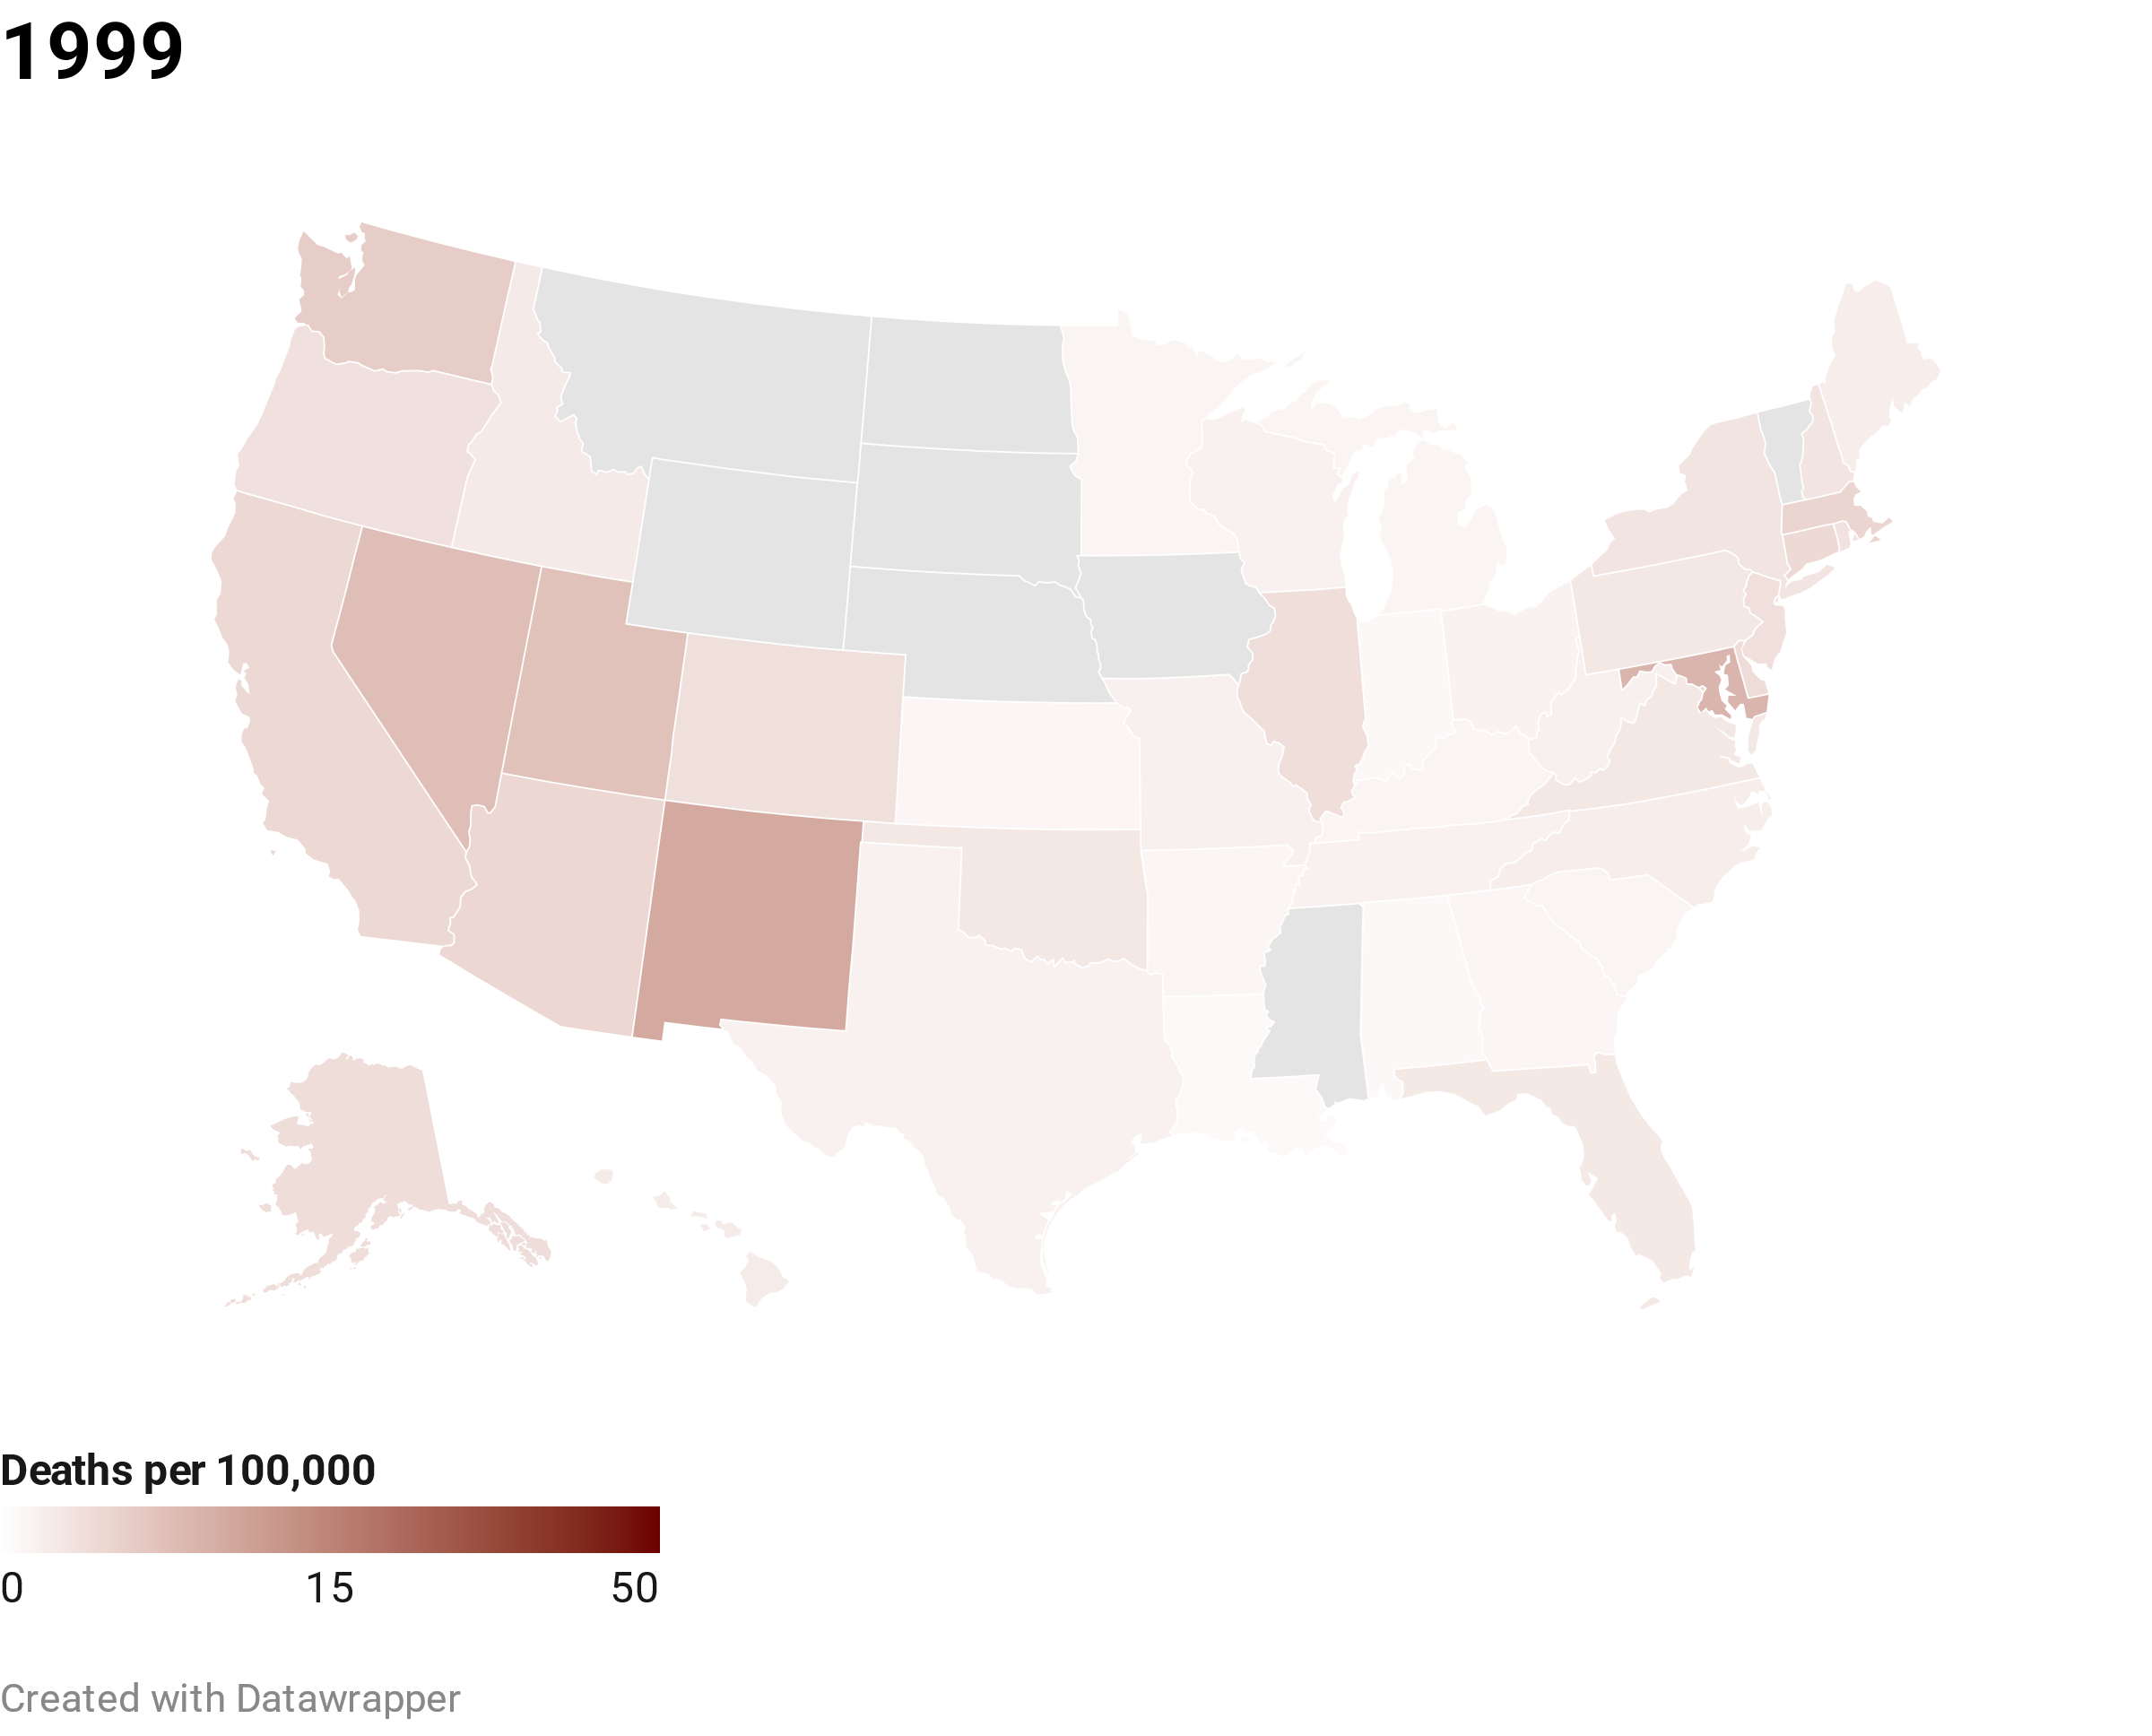 1999
Deaths per 100,000
0 15 50
Created with Datawrapper